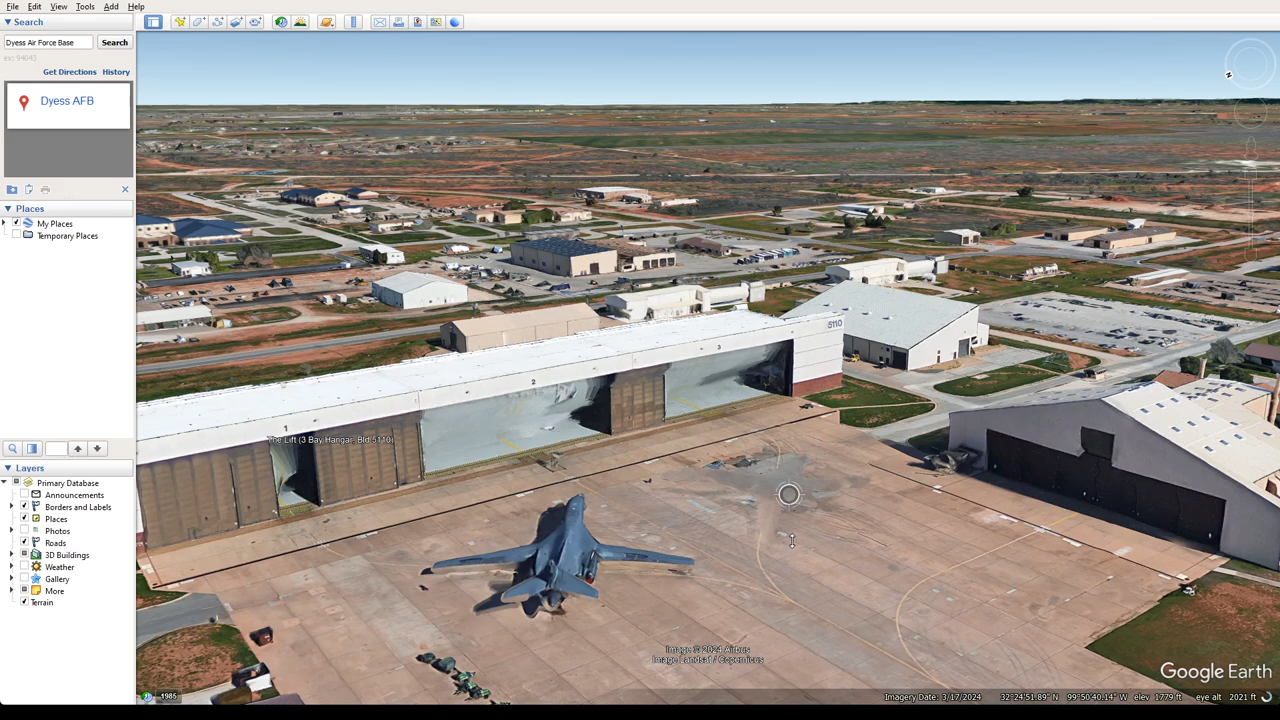 File Edit View Tools Add Help
Search
Dyess Air Force Base Search
ex: 94043
Get Directions History
Dyess AFB
Places
My Places
Temporary Places
Layers
Primary Database
Announcements
Borders and Labels
Places
Photos
Roads
3D Buildings
Weather
Gallery
More
Terrain
N
5110
3
2
1
The Lift (3 Bay Hangar, Bld 5110)
Image © 2024 Airbus
Image Landsat / Copernicus
Google Earth
1985
Imagery Date: 3/17/2024 32°24'51.89" N 99°50'40.14" W elev 1779 ft eye alt 2021 ft